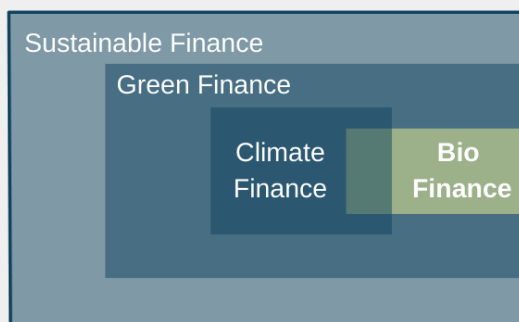 Sustainable Finance
Green Finance
Climate
Finance
Bio
Finance